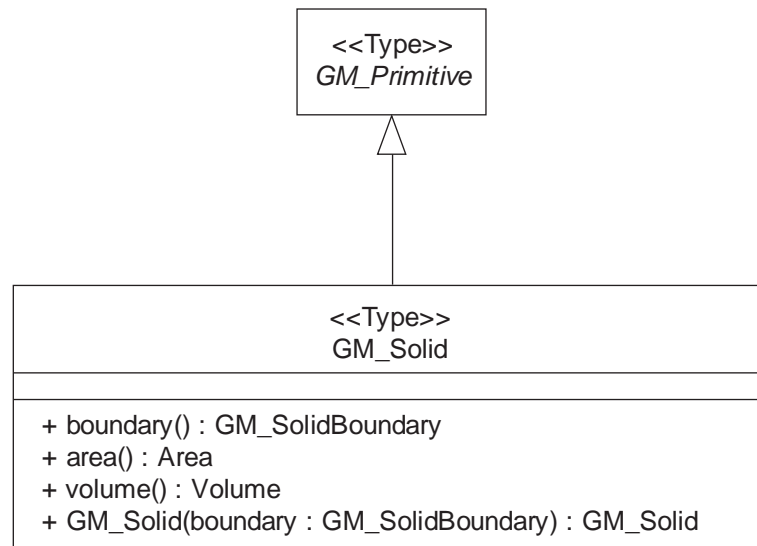 <<Type>>
GM_Primitive
<<Type>>
GM_Solid
+ boundary() : GM_SolidBoundary
+ area() : Area
+ volume() : Volume
+ GM_Solid(boundary : GM_SolidBoundary) : GM_Solid